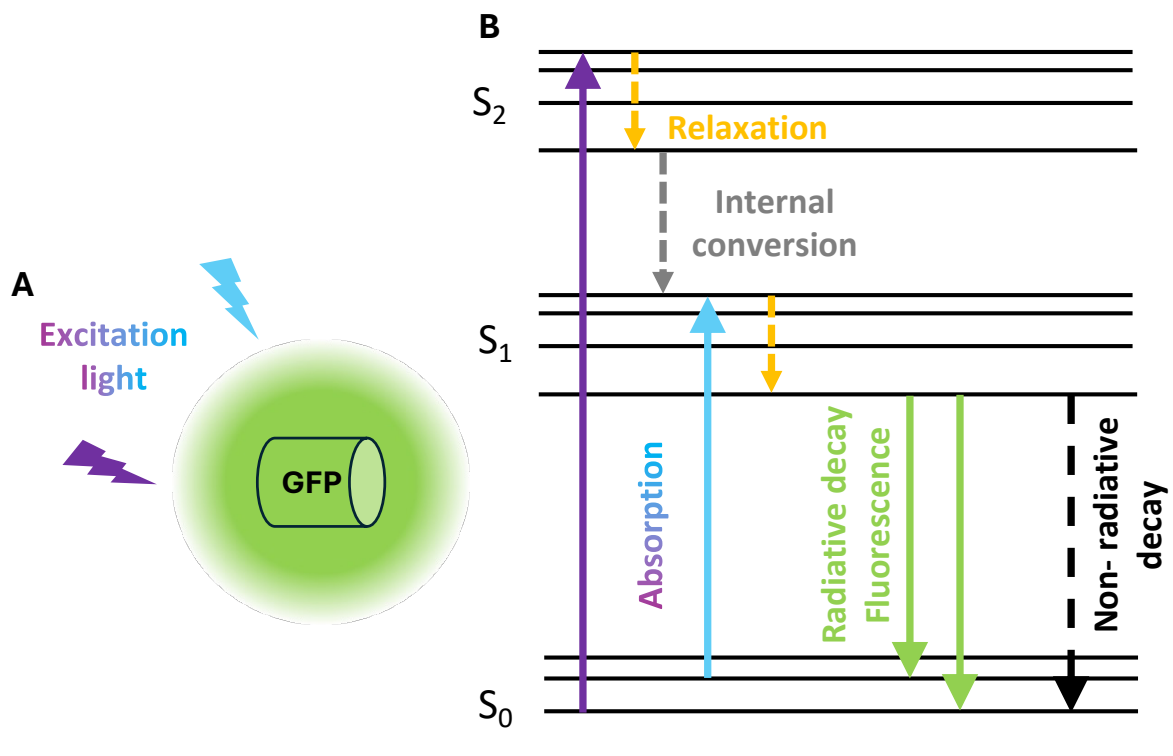 A
Excitation
light
GFP
B
S₂
Relaxation
Internal
conversion
S₁
Absorption
Radiative decay
Fluorescence
Non- radiative
decay
S₀